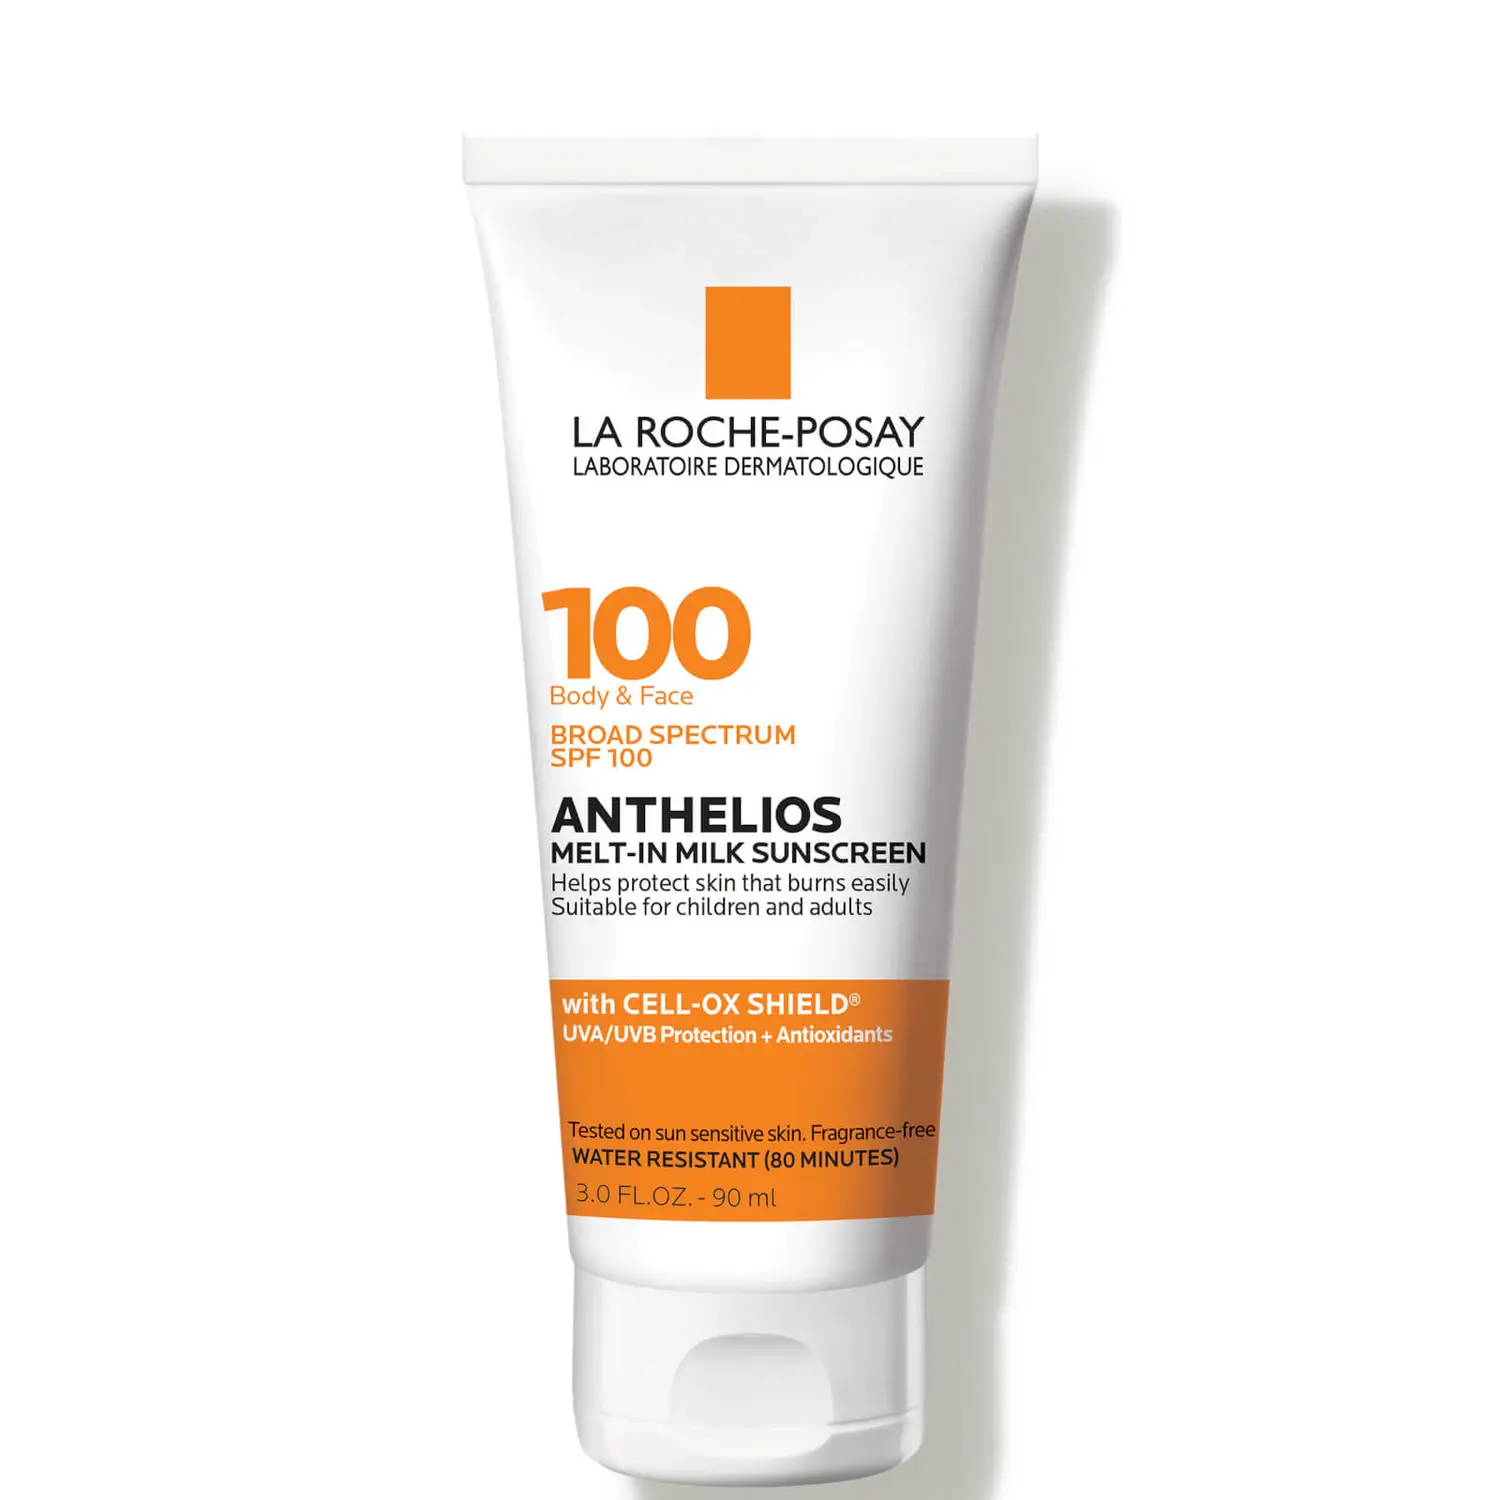 LA ROCHE-POSAY
LABORATOIRE DERMATOLOGIQUE
100
Body & Face
BROAD SPECTRUM
SPF 100
ANTHELIOS
MELT-IN MILK SUNSCREEN
Helps protect skin that burns easily
Suitable for children and adults
with CELL-OX SHIELD®
UVA/UVB Protection + Antioxidants
Tested on sun sensitive skin. Fragrance-free
WATER RESISTANT (80 MINUTES)
3.0 FL.OZ. - 90 ml